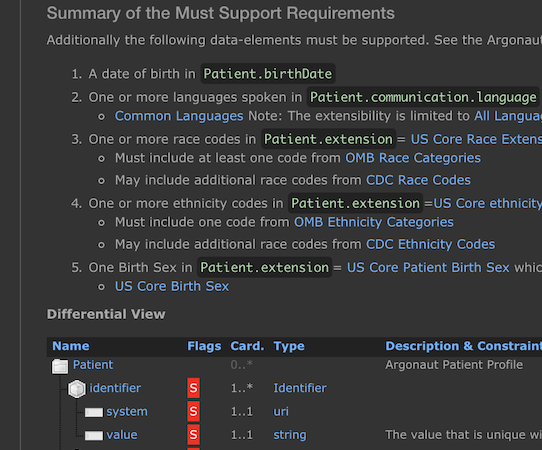 Summary of the Must Support Requirements
Additionally the following data-elements must be supported. See the Argonaut
1. A date of birth in Patient.birthDate
2. One or more languages spoken in Patient.communication.language
Common Languages Note: The extensibility is limited to All
3. One or more race codes in Patient.extension = US Core Race
Must include at least one code from OMB Race Categories
May include additional race codes from CDC Race Codes
4. One or more ethnicity codes in Patient.extension =US Core ethnicity
Must include one code from OMB Ethnicity Categories
May include additional race codes from CDC Ethnicity Codes
5. One Birth Sex in Patient.extension = US Core Patient Birth Sex
US Core Birth Sex
Differential View
Name Flags Card. Type Description &
Patient 0..* Argonaut Patient Profile
identifier S 1..* Identifier
system S 1..1 uri
value S 1..1 string The value that is unique